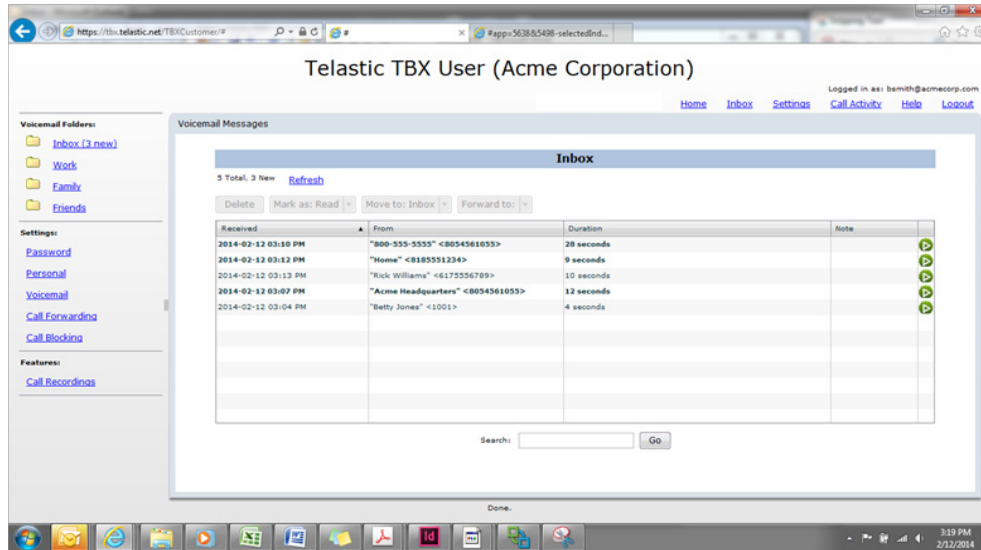 https://tbx.telastic.net/TBXCustomer/#
#
#app=5638&5498-selectedInd...
Telastic TBX User (Acme Corporation)
Logged in as: bsmith@acmecorp.com
Home Inbox Settings Call Activity Help Logout
Voicemail Folders:
Inbox (3 new)
Work
Family
Friends
Settings:
Password
Personal
Voicemail
Call Forwarding
Call Blocking
Features:
Call Recordings
Voicemail Messages
Inbox
5 Total, 3 New Refresh
Delete Mark as: Read Move to: Inbox Forward to:
Received From Duration Note
2014-02-12 03:10 PM "800-555-5555" <8054561055> 28 seconds
2014-02-12 03:12 PM "Home" <8185551234> 9 seconds
2014-02-12 03:13 PM "Rick Williams" <6175556789> 10 seconds
2014-02-12 03:07 PM "Acme Headquarters" <8054561055> 12 seconds
2014-02-12 03:04 PM "Betty Jones" <1001> 4 seconds
Search: Go
Done.
Id
3:19 PM
2/12/2014